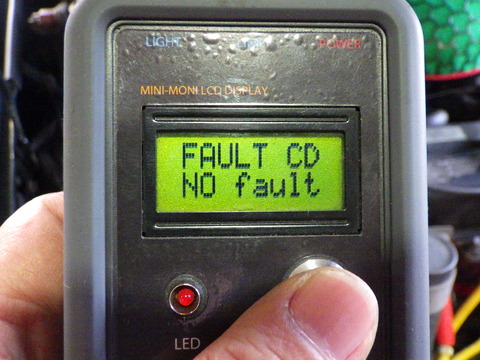 LIGHT POWER
MINI-MONI LCD DISPLAY
FAULT CD
NO fault
LED